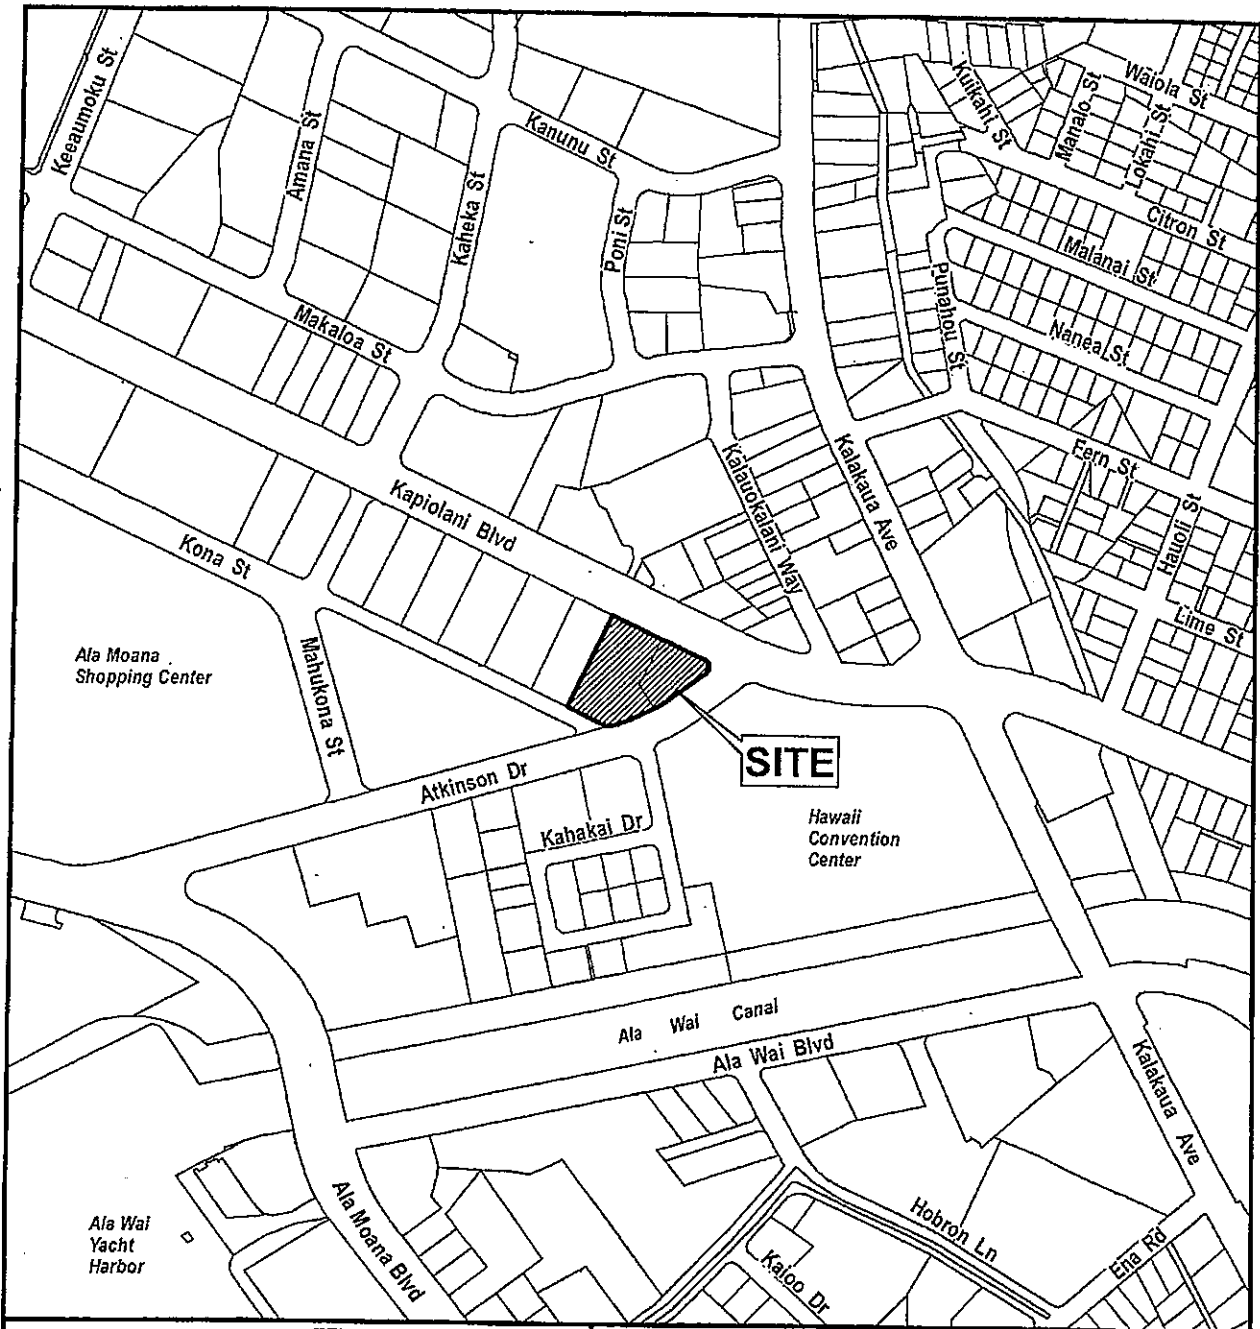 Keeaumoku St
Amana St
Kaheka St
Kanunu St
Poni St
Makaloa St
Kuikahi St
Waiola St
Manalo St
Lokahi St
Citron St
Malanai St
Punahou St
Nanea St
Fern St
Hauoli St
Lime St
Kalakaua Ave
Kalauokalani Way
Kapiolani Blvd
Kona St
Mahukona St
Ala Moana
Shopping Center
SITE
Atkinson Dr
Kahakai Dr
Hawaii
Convention
Center
Ala Wai Canal
Ala Wai Blvd
Kalakaua Ave
Ala Wai
Yacht
Harbor
Ala Moana Blvd
Hobron Ln
Kaioo Dr
Ena Rd